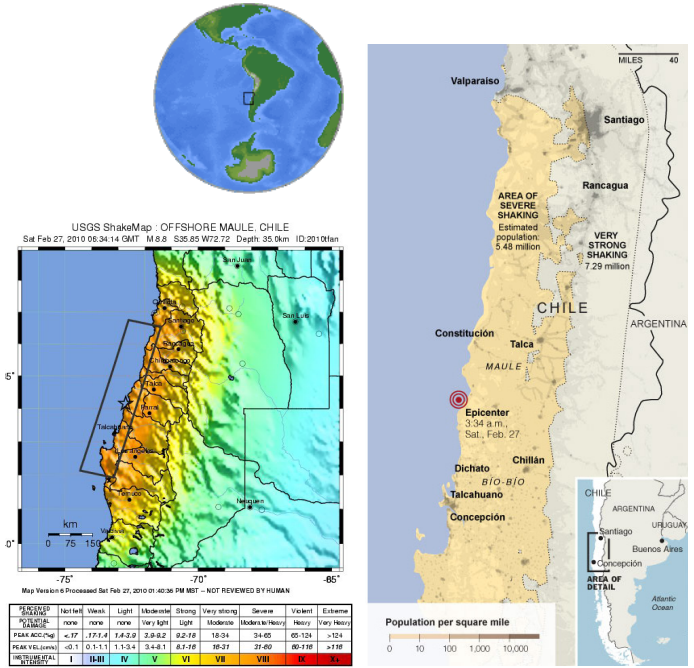 USGS ShakeMap : OFFSHORE MAULE, CHILE
Sat Feb 27, 2010 06:34:14 GMT M 8.8 S35.85 W72.72 Depth: 35.0km ID:2010tfan
San Juan
Santiago
San Luis
Rancagua
Talca
Parral
Talcahuano
Los Angeles
Temuco
Neuquen
Valdivia
km
0 75 150
-75°
-70°
-65°
Map Version 6 Processed Sat Feb 27, 2010 01:40:36 PM MST -- NOT REVIEWED BY HUMAN
PERCEIVED SHAKING Not felt Weak Light Moderate Strong Very strong Severe Violent Extreme
POTENTIAL DAMAGE none none none Very light Light Moderate Moderate/Heavy Heavy Very Heavy
PEAK ACC.(%g) <.17 .17-1.4 1.4-3.9 3.9-9.2 9.2-18 18-34 34-65 65-124 >124
PEAK VEL.(cm/s) <0.1 0.1-1.1 1.1-3.4 3.4-8.1 8.1-16 16-31 31-60 60-116 >116
INSTRUMENTAL INTENSITY I II-III IV V VI VII VIII IX X+
MILES 40
Valparaiso
Santiago
Rancagua
AREA OF
SEVERE
SHAKING
Estimated
population:
5.48 million
VERY
STRONG
SHAKING
7.29 million
CHILE
ARGENTINA
Constitución
Talca
MAULE
Epicenter
3:34 a.m.,
Sat., Feb. 27
Chillán
Dichato
BÍO-BÍO
Talcahuano
Concepción
CHILE
ARGENTINA
URUGUAY
Santiago
Buenos Aires
Concepción
AREA OF
DETAIL
Atlantic
Ocean
Population per square mile
0 10 100 1,000 10,000